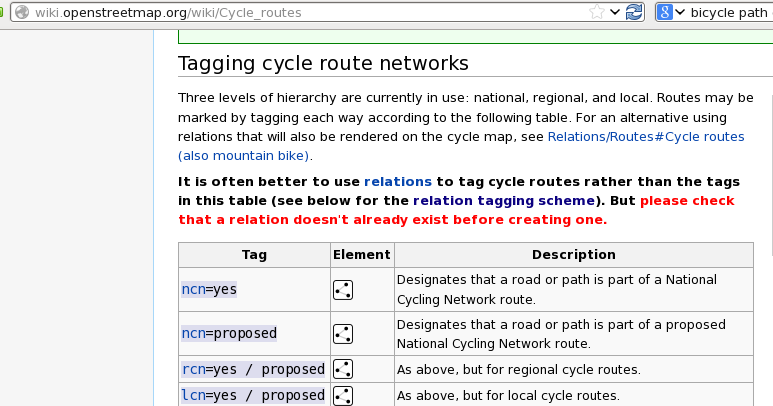 wiki.openstreetmap.org/wiki/Cycle_routes
bicycle path
Tagging cycle route networks
Three levels of hierarchy are currently in use: national, regional, and local. Routes may be
marked by tagging each way according to the following table. For an alternative using
relations that will also be rendered on the cycle map, see Relations/Routes#Cycle routes
(also mountain bike).
It is often better to use relations to tag cycle routes rather than the tags
in this table (see below for the relation tagging scheme). But please check
that a relation doesn't already exist before creating one.
Tag Element Description
ncn=yes
Designates that a road or path is part of a National
Cycling Network route.
ncn=proposed
Designates that a road or path is part of a proposed
National Cycling Network route.
rcn=yes / proposed As above, but for regional cycle routes.
lcn=yes / proposed As above, but for local cycle routes.